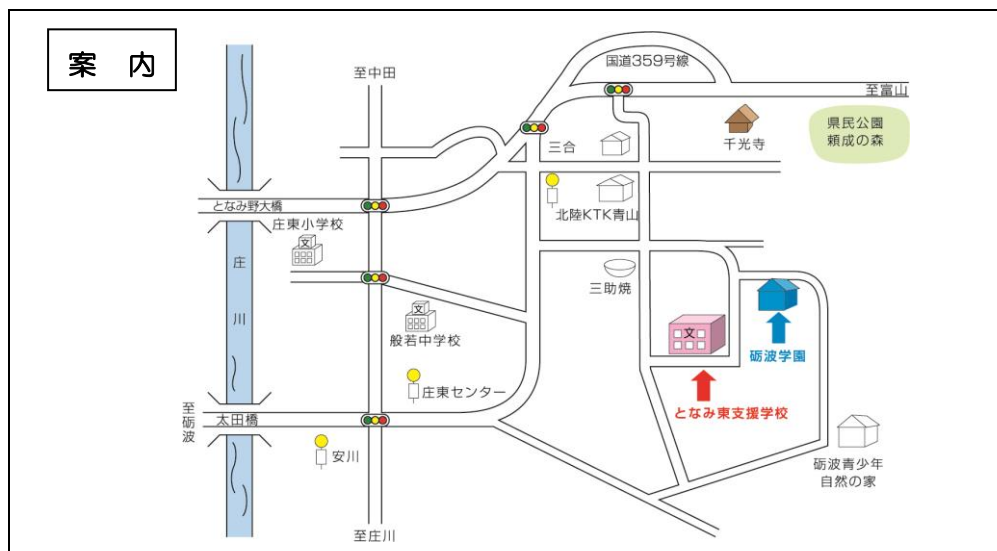 案 内
至中田
国道359号線
至富山
県民公園
頼成の森
千光寺
三合
北陸KTK青山
となみ野大橋
庄東小学校
文
庄
川
三助焼
文
般若中学校
文
砺波学園
となみ東支援学校
庄東センター
至
砺
波
太田橋
安川
砺波青少年
自然の家
至庄川